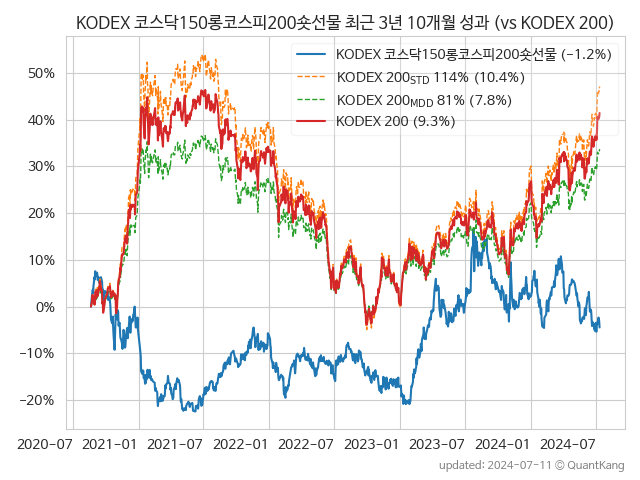 KODEX 코스닥150롱코스피200숏선물 최근 3년 10개월 성과 (vs KODEX 200)
KODEX 코스닥150롱코스피200숏선물 (−1.2%)
KODEX 200STD 114% (10.4%)
KODEX 200MDD 81% (7.8%)
KODEX 200 (9.3%)
50%
40%
30%
20%
10%
0%
−10%
−20%
2020-07 2021-01 2021-07 2022-01 2022-07 2023-01 2023-07 2024-01 2024-07
updated: 2024-07-11 © QuantKang